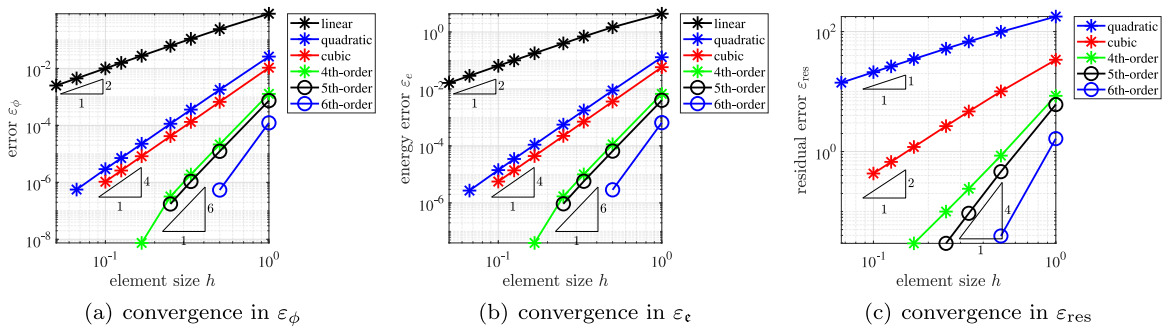 10^0
10^-2
10^-4
10^-6
10^-8
error ε_ϕ
10^-1
10^0
element size h
2
1
4
1
6
1
linear
quadratic
cubic
4th-order
5th-order
6th-order
(a) convergence in ε_ϕ
10^0
10^-2
10^-4
10^-6
energy error ε_e
10^-1
10^0
element size h
2
1
4
1
6
1
linear
quadratic
cubic
4th-order
5th-order
6th-order
(b) convergence in ε_𝔢
10^2
10^0
residual error ε_res
10^-1
10^0
element size h
1
1
2
1
4
1
quadratic
cubic
4th-order
5th-order
6th-order
(c) convergence in ε_res